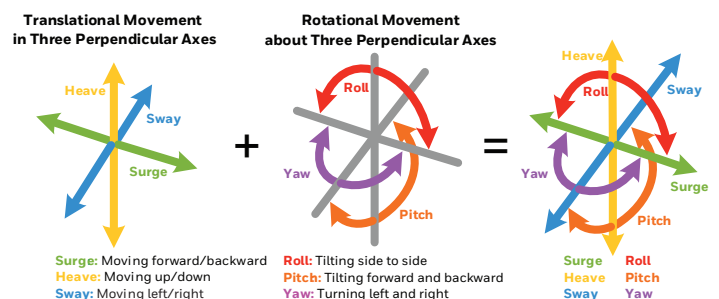 Translational Movement
in Three Perpendicular Axes
Rotational Movement
about Three Perpendicular Axes
Heave
Sway
Surge
+
Roll
Yaw
Pitch
=
Heave
Roll
Sway
Yaw
Surge
Pitch
Surge: Moving forward/backward
Heave: Moving up/down
Sway: Moving left/right
Roll: Tilting side to side
Pitch: Tilting forward and backward
Yaw: Turning left and right
Surge Roll
Heave Pitch
Sway Yaw